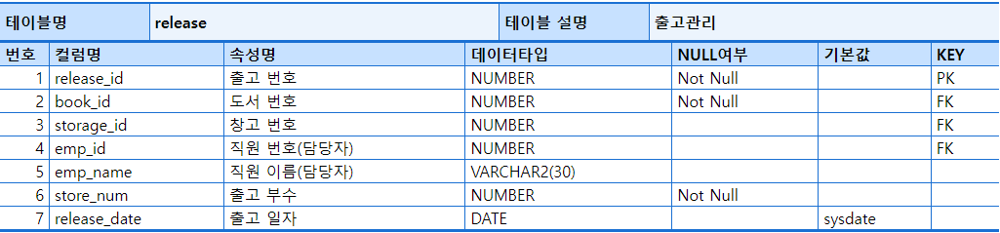 테이블명 release 테이블 설명 출고관리
번호 컬럼명 속성명 데이터타입 NULL여부 기본값 KEY
1 release_id 출고 번호 NUMBER Not Null PK
2 book_id 도서 번호 NUMBER Not Null FK
3 storage_id 창고 번호 NUMBER FK
4 emp_id 직원 번호(담당자) NUMBER FK
5 emp_name 직원 이름(담당자) VARCHAR2(30)
6 store_num 출고 부수 NUMBER Not Null
7 release_date 출고 일자 DATE sysdate